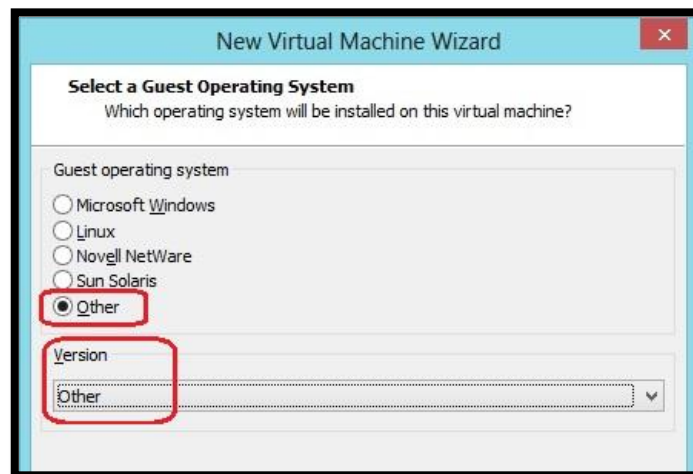 New Virtual Machine Wizard
Select a Guest Operating System
Which operating system will be installed on this virtual machine?
Guest operating system
Microsoft Windows
Linux
Novell NetWare
Sun Solaris
Other
Version
Other